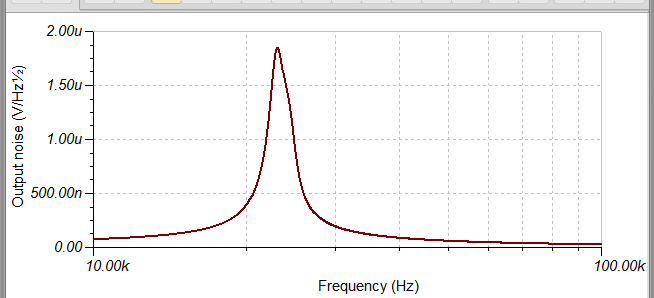 2.00u
1.50u
1.00u
500.00n
0.00
Output noise (V/Hz½)
10.00k
100.00k
Frequency (Hz)